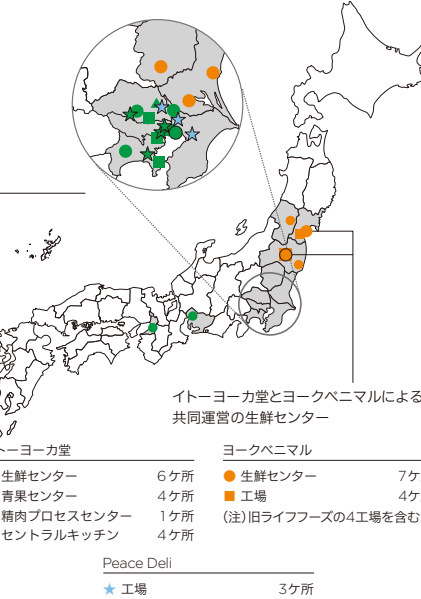 イトーヨーカ堂とヨークベニマルによる
共同運営の生鮮センター
トーヨーカ堂
生鮮センター 6ケ所
青果センター 4ケ所
精肉プロセスセンター 1ケ所
セントラルキッチン 4ケ所
ヨークベニマル
生鮮センター 7ケ
工場 4ケ
(注)旧ライフフーズの4工場を含む
Peace Deli
工場 3ケ所